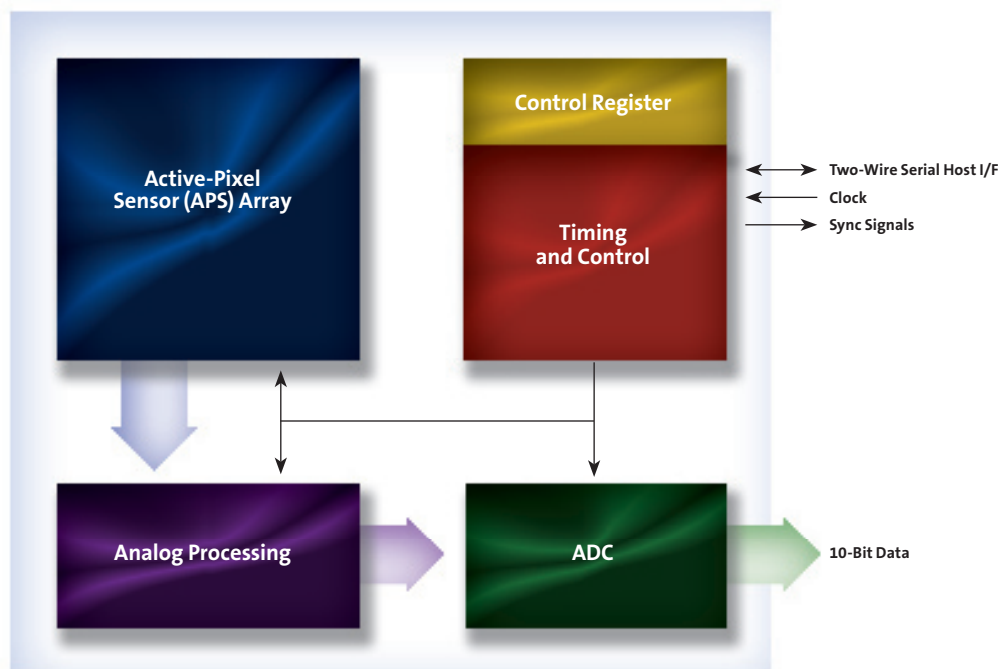 Active-Pixel
Sensor (APS) Array
Control Register
Timing
and Control
Two-Wire Serial Host I/F
Clock
Sync Signals
Analog Processing
ADC
10-Bit Data